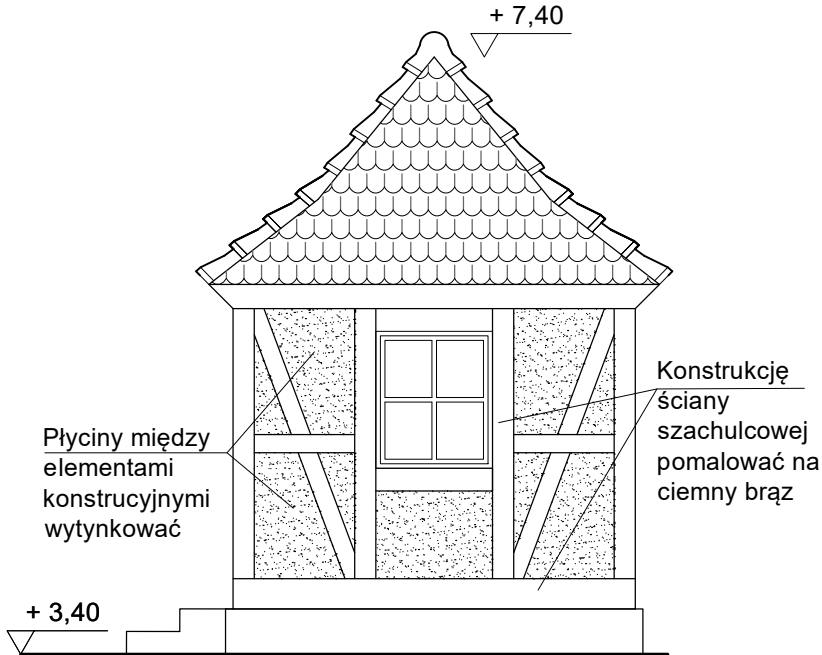 + 7,40
Konstrukcję
ściany
szachulcowej
pomalować na
ciemny brąz
Płyciny między
elementami
konstrucyjnymi
wytynkować
+ 3,40